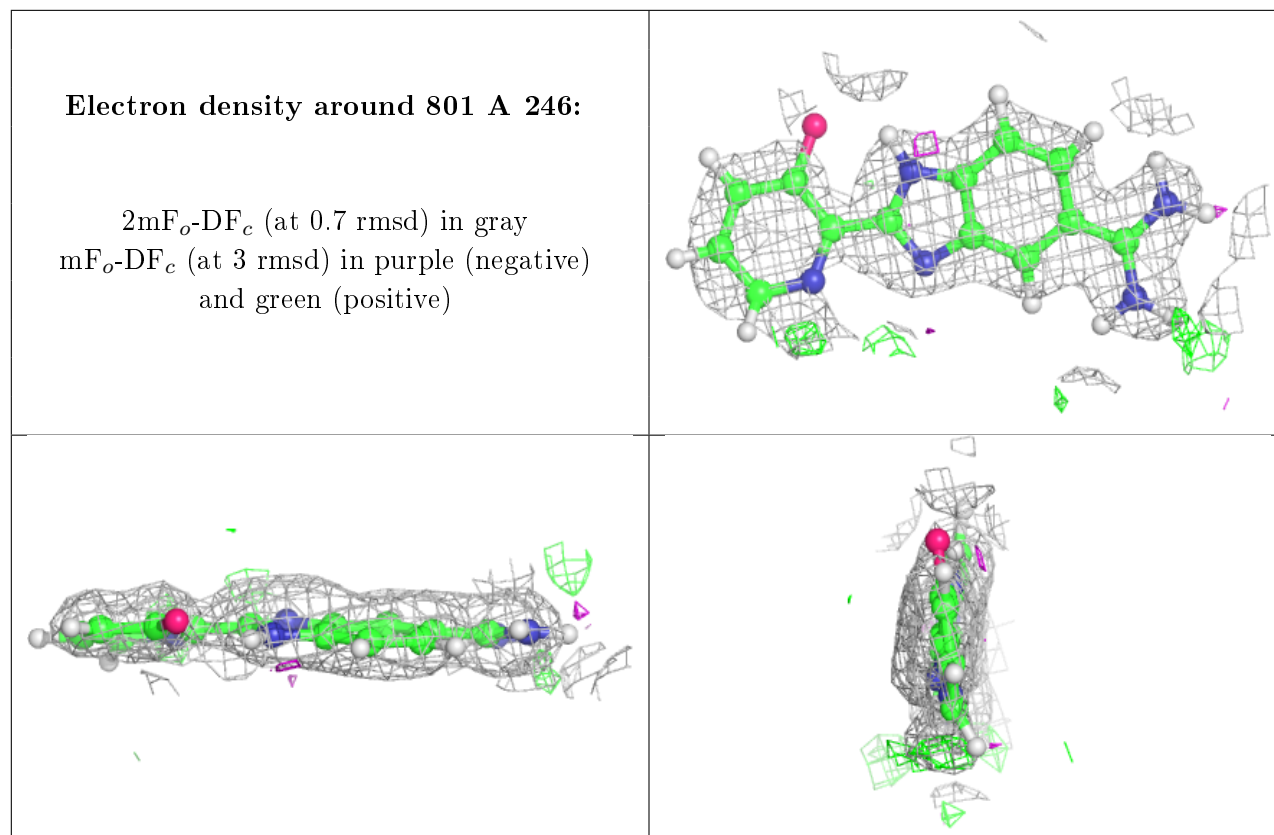 Electron density around 801 A 246:
2mFo-DFc (at 0.7 rmsd) in gray
mFo-DFc (at 3 rmsd) in purple (negative)
and green (positive)